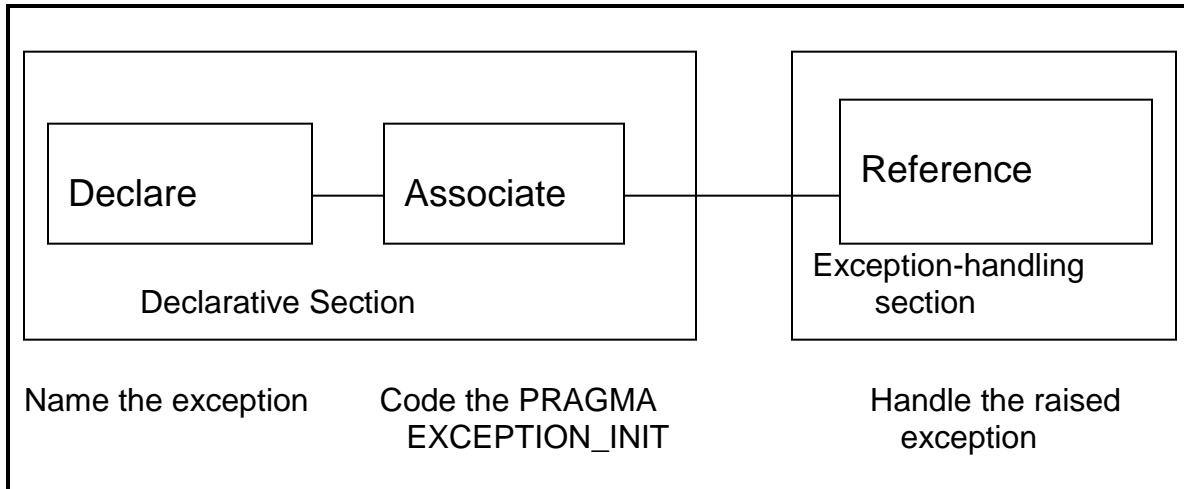 Declare
Associate
Reference
Declarative Section
Exception-handling
section
Name the exception
Code the PRAGMA
EXCEPTION_INIT
Handle the raised
exception